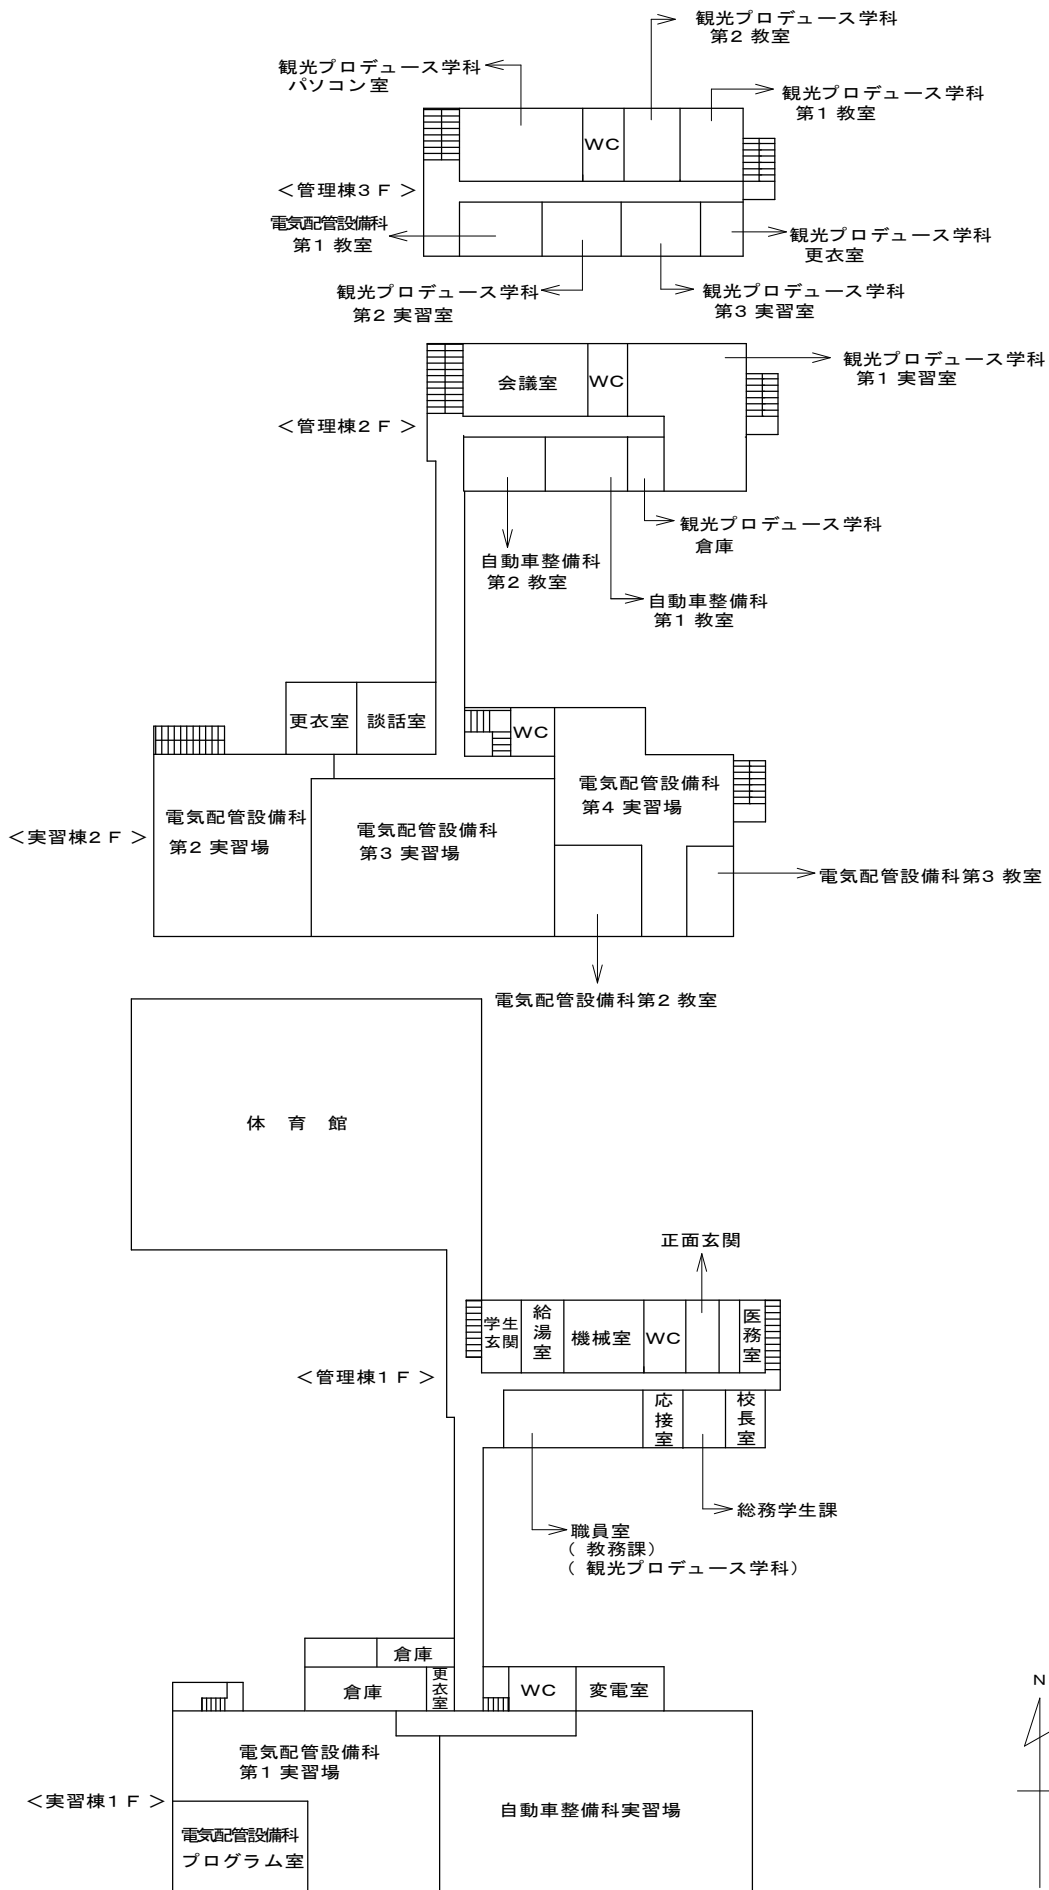 観光プロデュース学科
第2 教室
観光プロデュース学科
パソコン室
観光プロデュース学科
第1 教室
WC
＜管理棟3 F ＞
電気配管設備科
第1 教室
観光プロデュース学科
更衣室
観光プロデュース学科
第2 実習室
観光プロデュース学科
第3 実習室
観光プロデュース学科
第1 実習室
会議室
WC
＜管理棟2 F ＞
観光プロデュース学科
倉庫
自動車整備科
第2 教室
自動車整備科
第1 教室
更衣室
談話室
WC
電気配管設備科
第4 実習場
電気配管設備科
第2 実習場
電気配管設備科
第3 実習場
＜実習棟2 F ＞
電気配管設備科第3 教室
電気配管設備科第2 教室
体 育 館
正面玄関
学生
玄関
給湯室
機械室
WC
医務室
＜管理棟1 F ＞
応接室
校長室
総務学生課
職員室
（ 教務課）
（ 観光プロデュース学科）
倉庫
倉庫
更衣室
WC
変電室
N
電気配管設備科
第1 実習場
＜実習棟1 F ＞
自動車整備科実習場
電気配管設備科
プログラム室